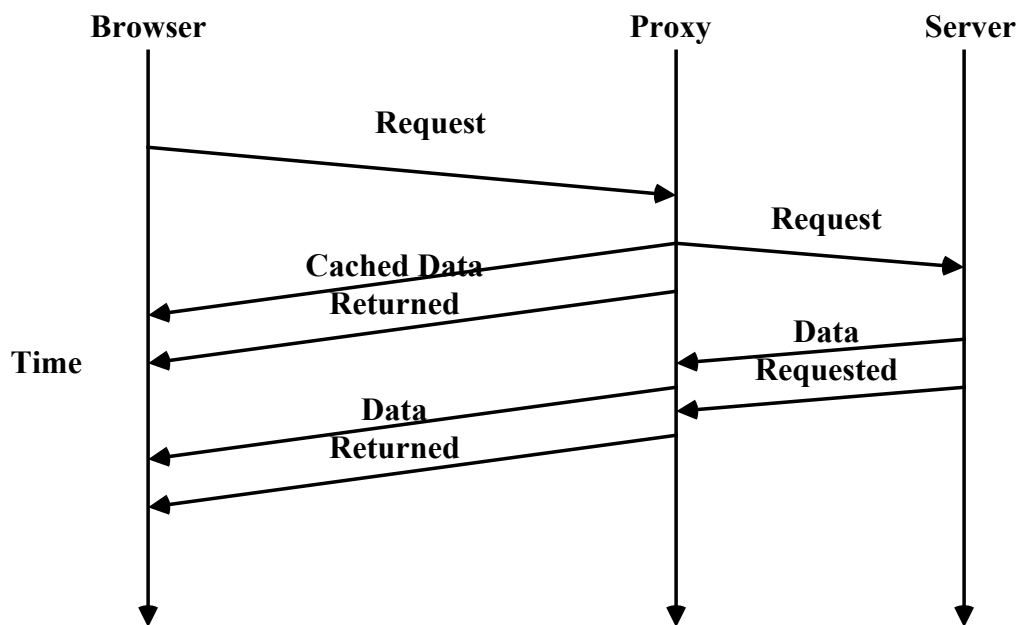 Browser
Proxy
Server
Request
Request
Cached Data
Returned
Data
Requested
Time
Data
Returned